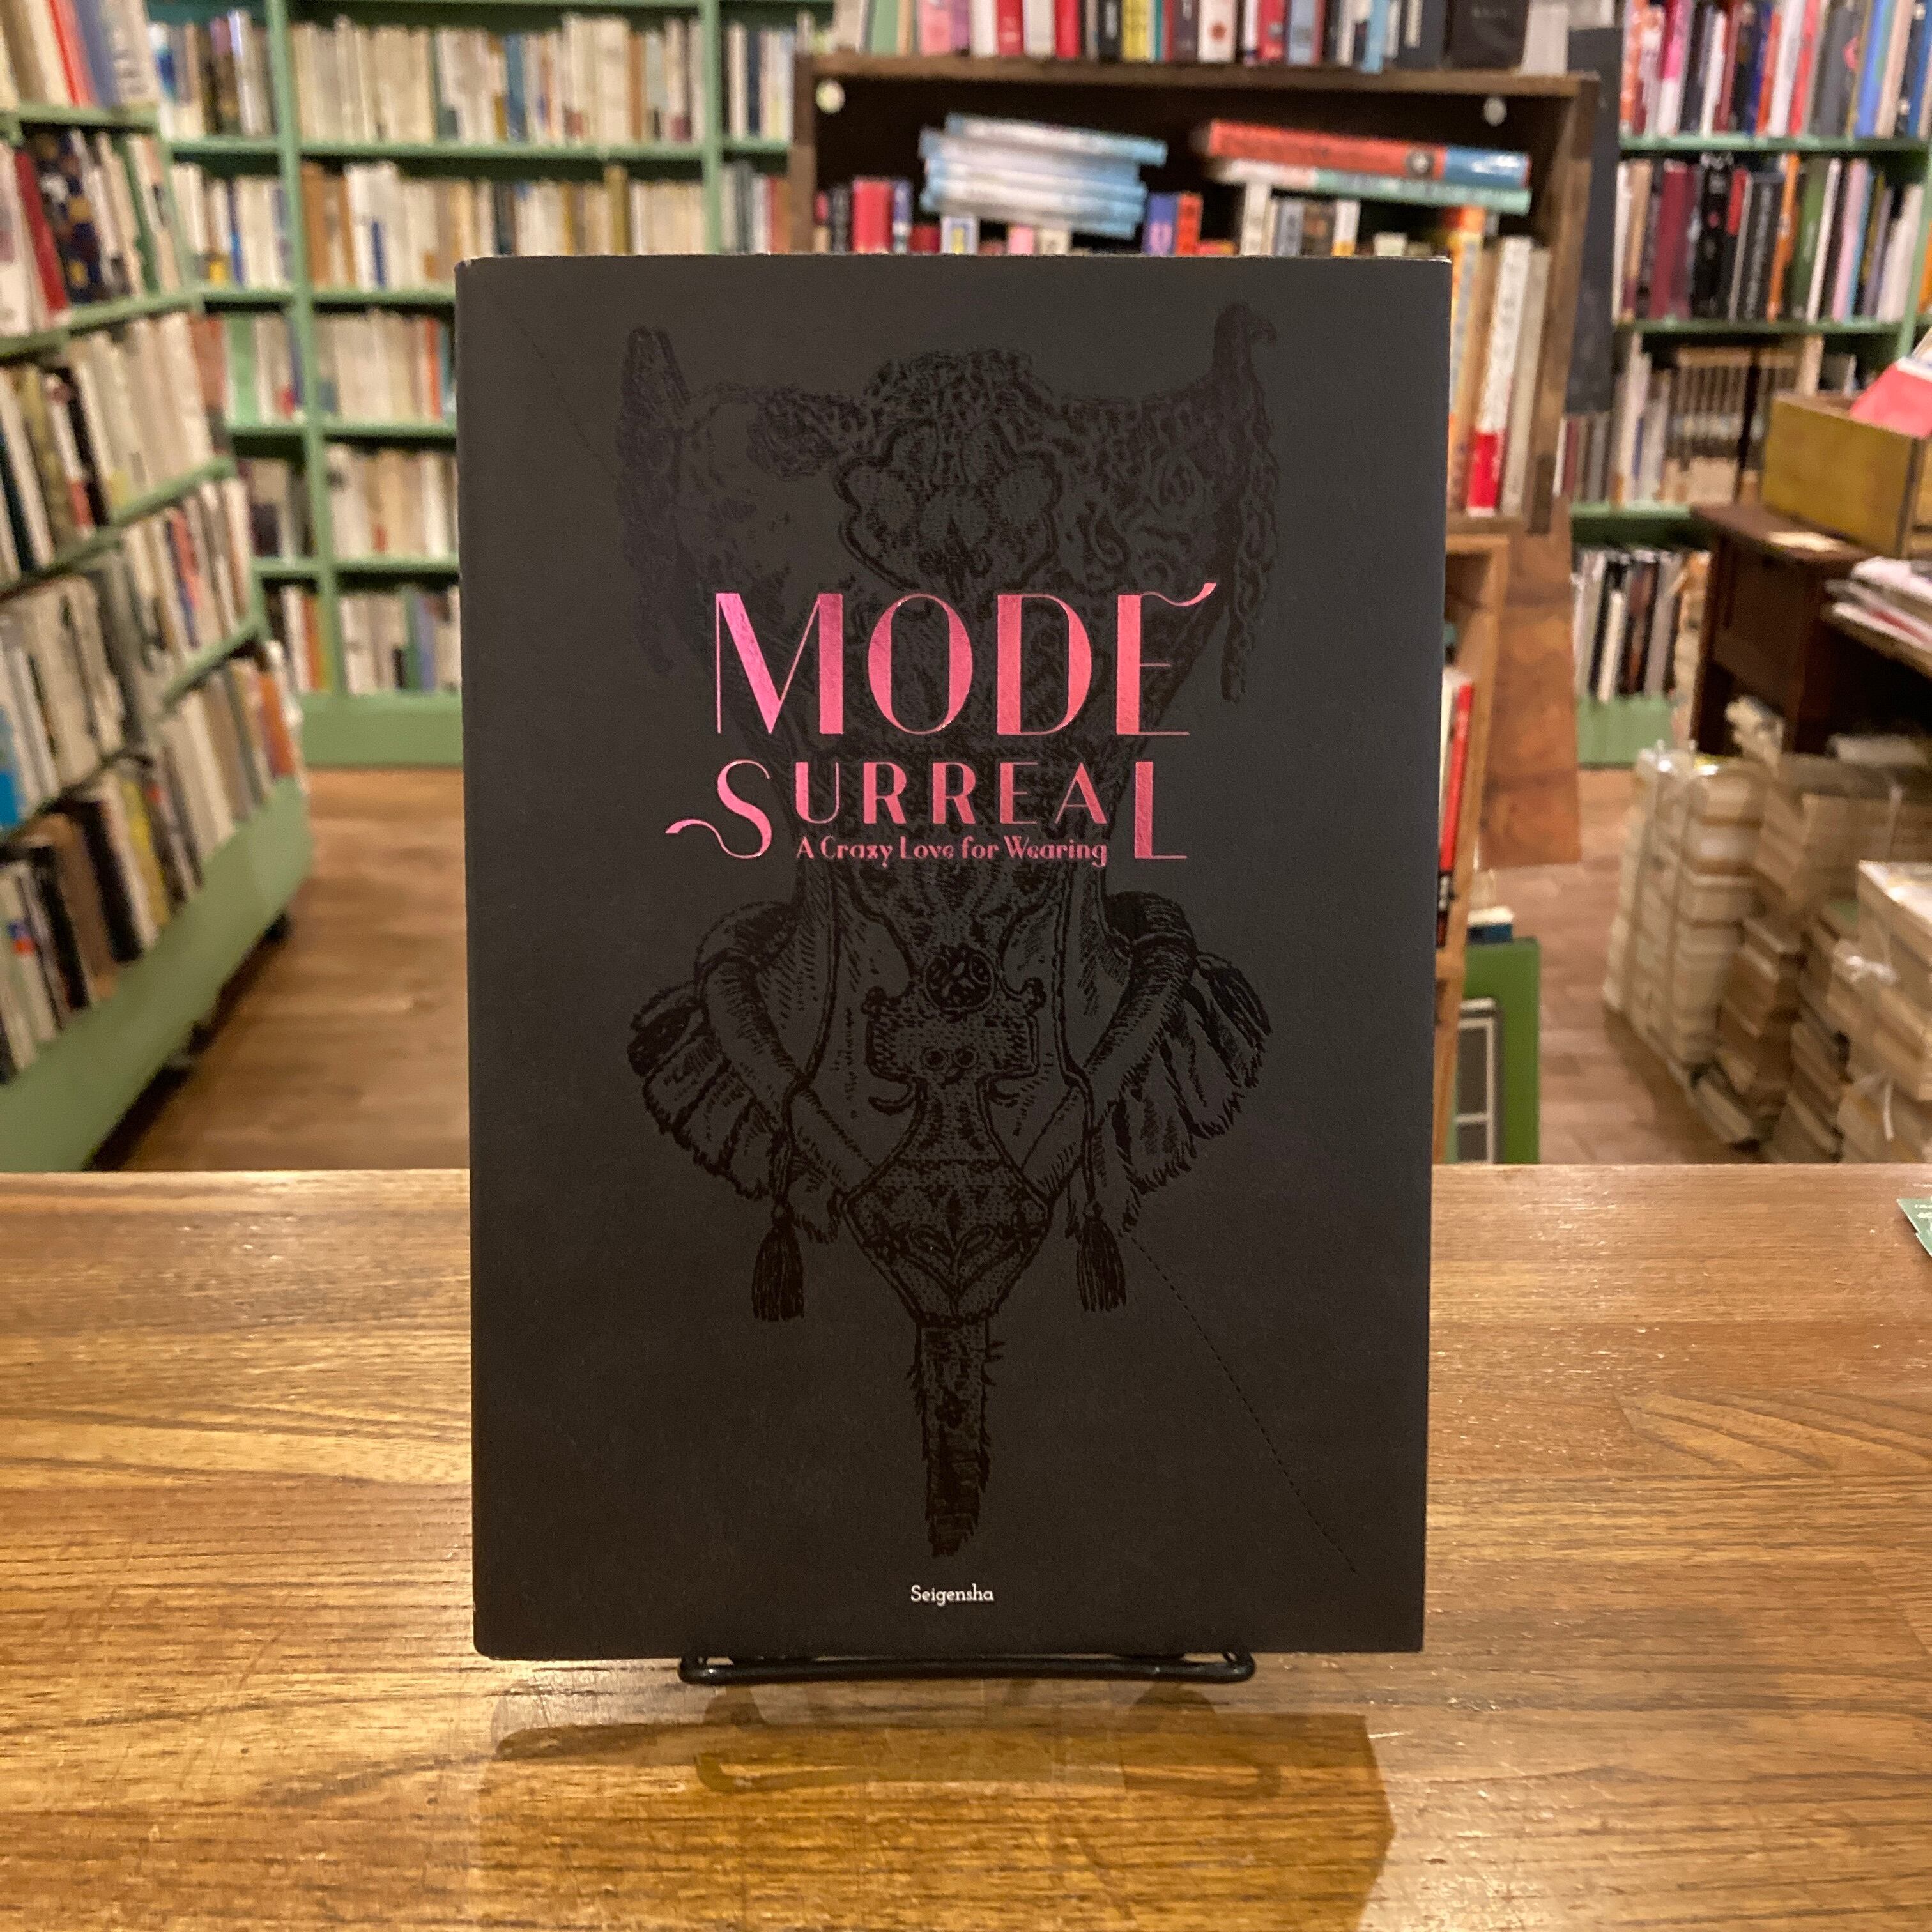 MODE
SURREAL
A Crazy Love for Wearing
Seigensha